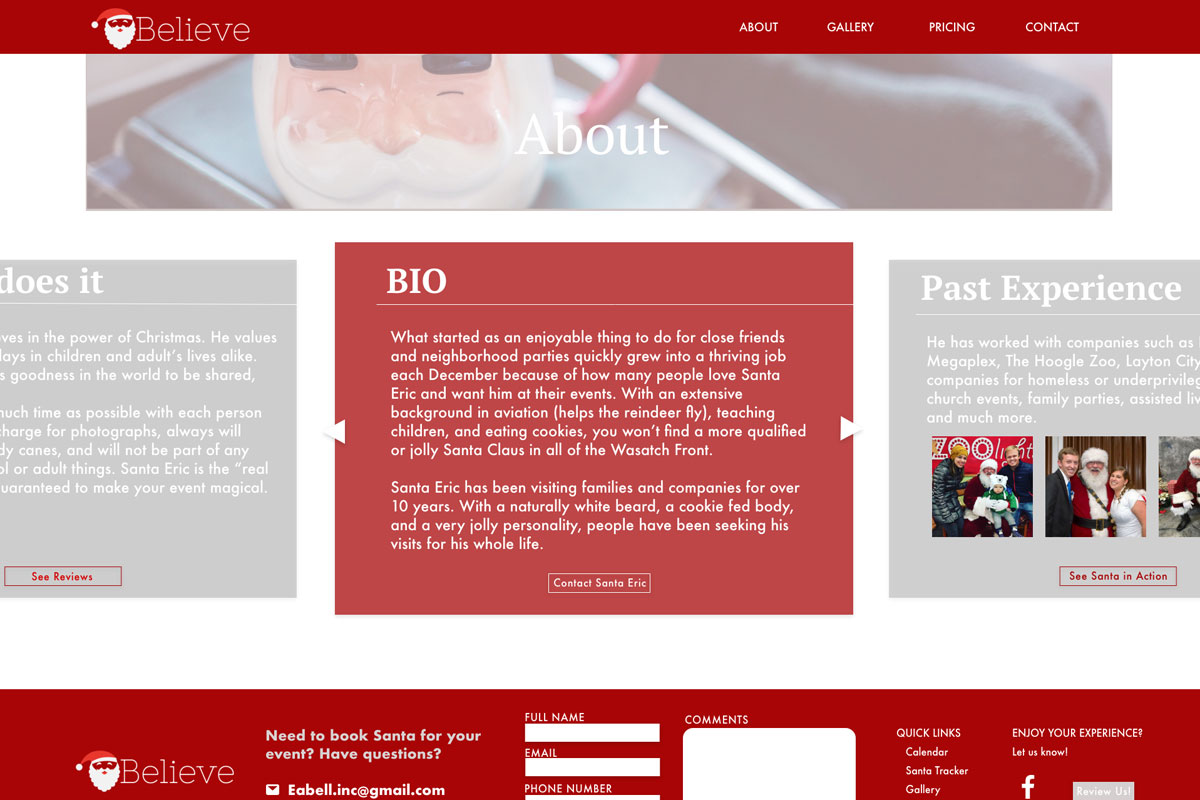 Believe
ABOUT
GALLERY
PRICING
CONTACT
About
does it
in the power of Christmas. He values
in children and adult's lives alike.
goodness in the world to be shared,
much time as possible with each person
charge for photographs, always will
canes, and will not be part of any
or adult things. Santa Eric is the “real
guaranteed to make your event magical.
See Reviews
BIO
What started as an enjoyable thing to do for close friends
and neighborhood parties quickly grew into a thriving job
each December because of how many people love Santa
Eric and want him at their events. With an extensive
background in aviation (helps the reindeer fly), teaching
children, and eating cookies, you won't find a more qualified
or jolly Santa Claus in all of the Wasatch Front.
Santa Eric has been visiting families and companies for over
10 years. With a naturally white beard, a cookie fed body,
and a very jolly personality, people have been seeking his
visits for his whole life.
Contact Santa Eric
Past Experience
He has worked with companies such as
Megaplex, The Hoogle Zoo, Layton City
companies for homeless or underprivileg
church events, family parties, assisted liv
and much more.
ZOO
See Santa in Action
Believe
Need to book Santa for your
event? Have questions?
Eabell.inc@gmail.com
FULL NAME
EMAIL
PHONE NUMBER
COMMENTS
QUICK LINKS
Calendar
Santa Tracker
Gallery
ENJOY YOUR EXPERIENCE?
Let us know!
Review Us!